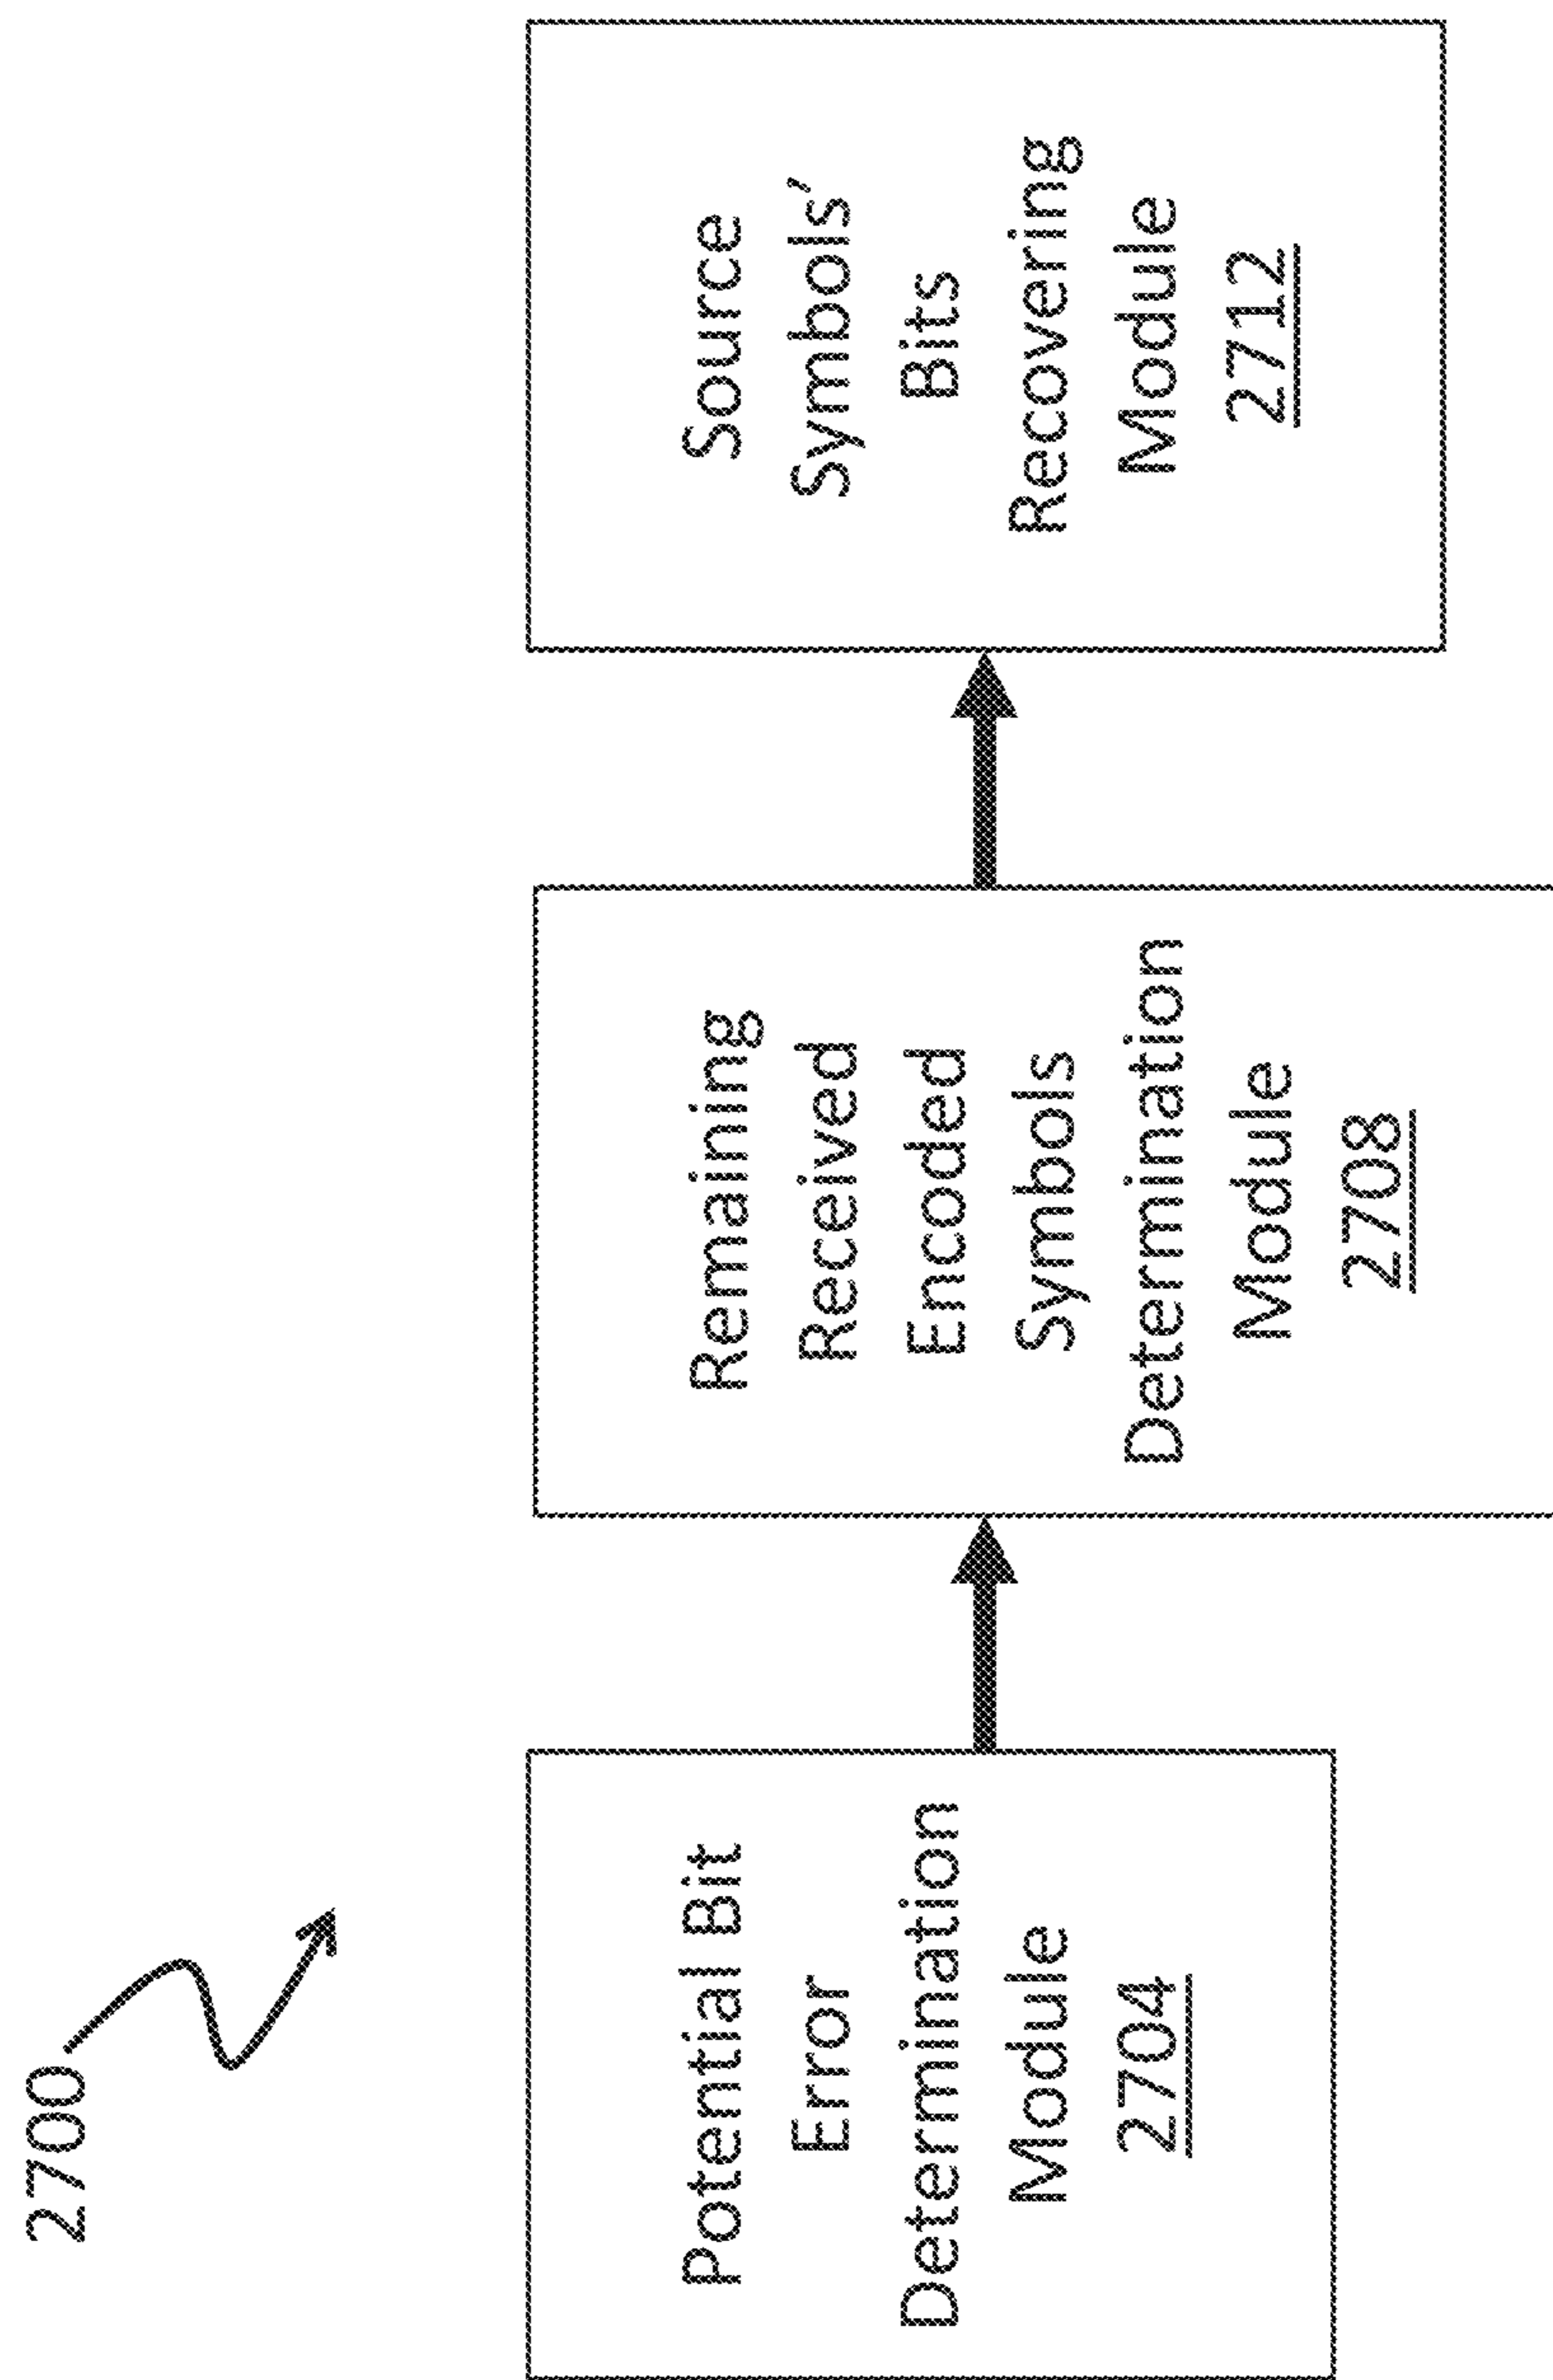 2700
Potential Bit
Error
Determination
Module
2704
Remaining
Received
Encoded
Symbols
Determination
Module
2708
Source
Symbols’
Bits
Recovering
Module
2712